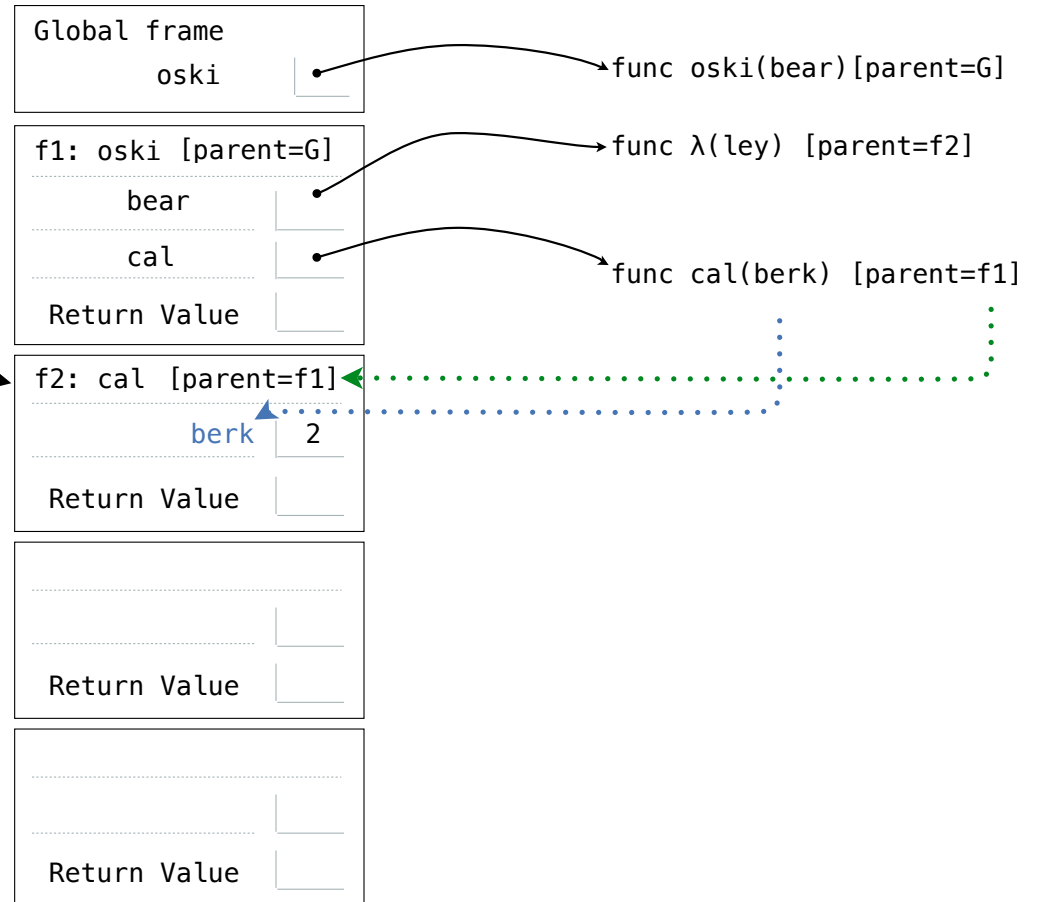 Global frame
oski
func oski(bear)[parent=G]
f1: oski [parent=G]
func λ(ley) [parent=f2]
bear
cal
func cal(berk) [parent=f1]
Return Value
f2: cal [parent=f1]
berk 2
Return Value
Return Value
Return Value